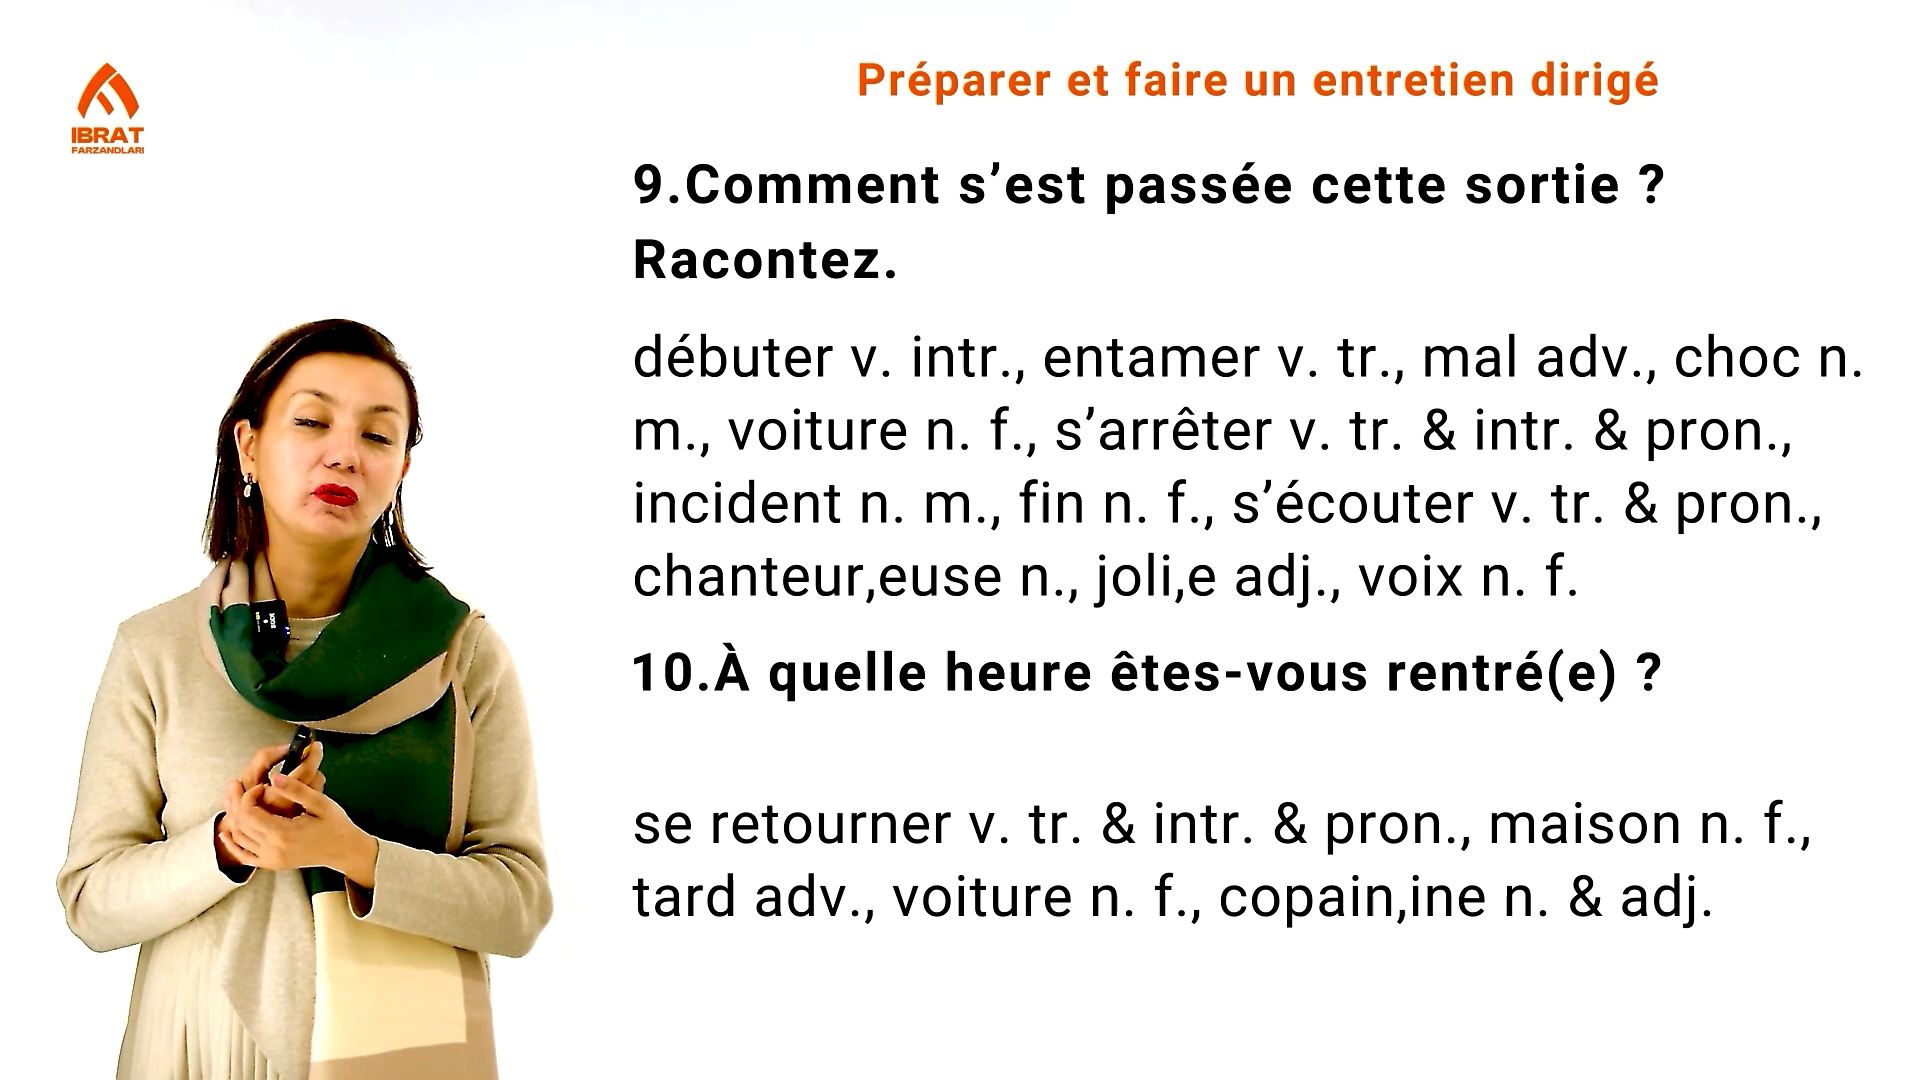 IBRAT
FARZANDLARI
Préparer et faire un entretien dirigé
9.Comment s’est passée cette sortie ?
Racontez.
débuter v. intr., entamer v. tr., mal adv., choc n.
m., voiture n. f., s’arrêter v. tr. & intr. & pron.,
incident n. m., fin n. f., s’écouter v. tr. & pron.,
chanteur,euse n., joli,e adj., voix n. f.
10.À quelle heure êtes-vous rentré(e) ?
se retourner v. tr. & intr. & pron., maison n. f.,
tard adv., voiture n. f., copain,ine n. & adj.